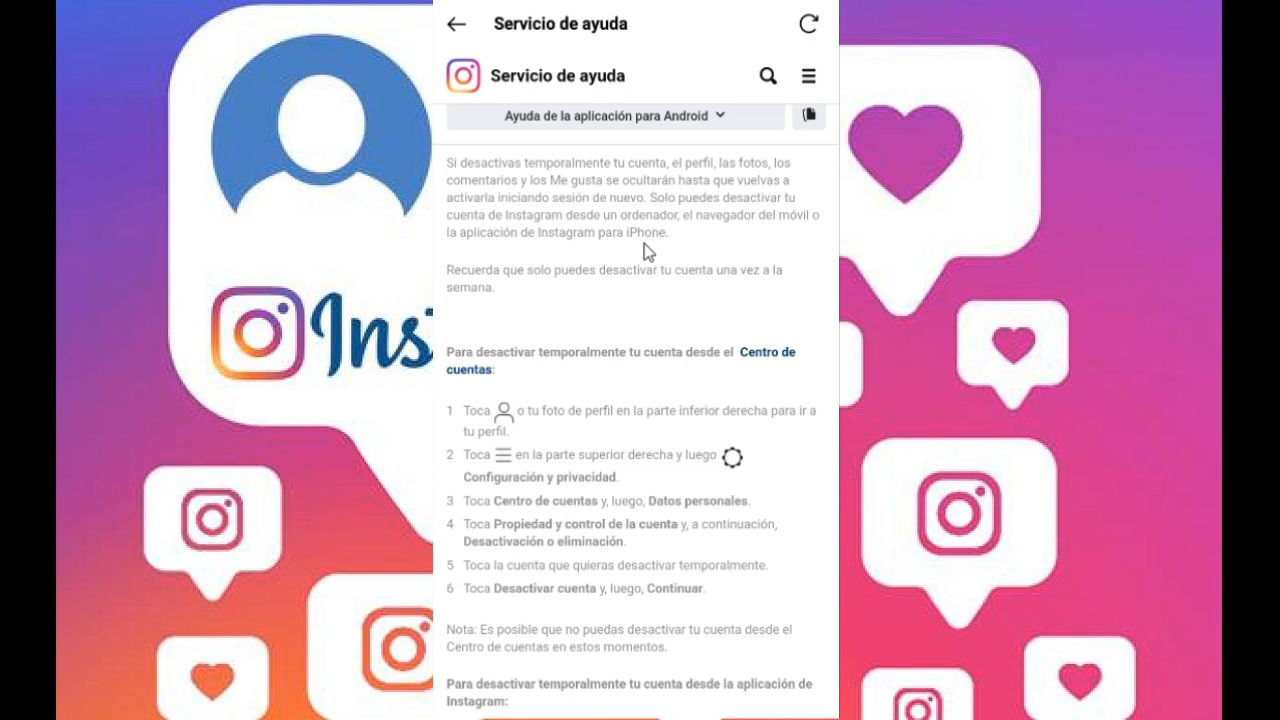 Servicio de ayuda
Servicio de ayuda
Ayuda de la aplicación para Android
Si desactivas temporalmente tu cuenta, el perfil, las fotos, los
comentarios y los Me gusta se ocultarán hasta que vuelvas a
activarla iniciando sesión de nuevo. Solo puedes desactivar tu
cuenta de Instagram desde un ordenador, el navegador del móvil o
la aplicación de Instagram para iPhone.
Recuerda que solo puedes desactivar tu cuenta una vez a la
semana.
Ins
Para desactivar temporalmente tu cuenta desde el Centro de
cuentas:
1 Toca o tu foto de perfil en la parte inferior derecha para ir a
tu perfil.
2 Toca en la parte superior derecha y luego
Configuración y privacidad.
3 Toca Centro de cuentas y, luego, Datos personales.
4 Toca Propiedad y control de la cuenta y, a continuación,
Desactivación o eliminación.
5 Toca la cuenta que quieras desactivar temporalmente.
6 Toca Desactivar cuenta y, luego, Continuar.
Nota: Es posible que no puedas desactivar tu cuenta desde el
Centro de cuentas en estos momentos.
Para desactivar temporalmente tu cuenta desde la aplicación de
Instagram: